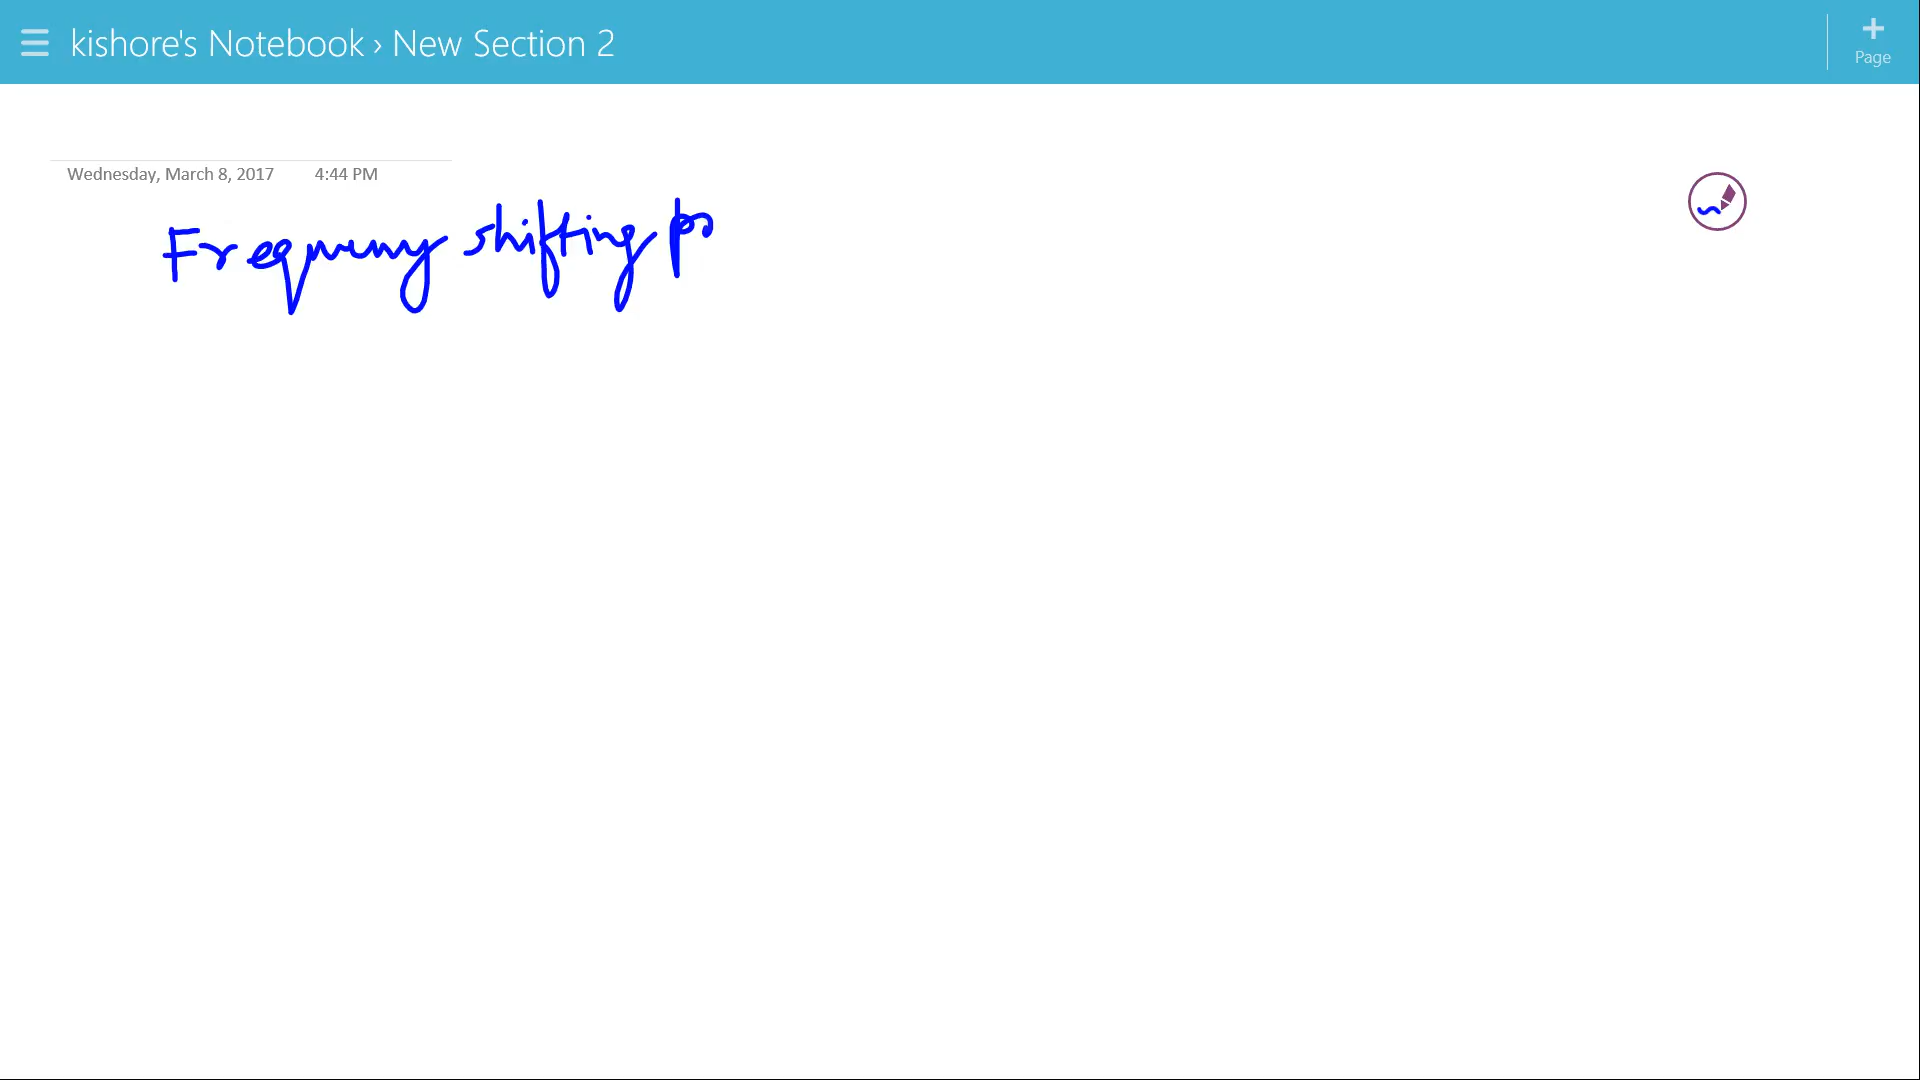 kishore's Notebook › New Section 2
Page
Wednesday, March 8, 2017 4:44 PM
Frequency shifting